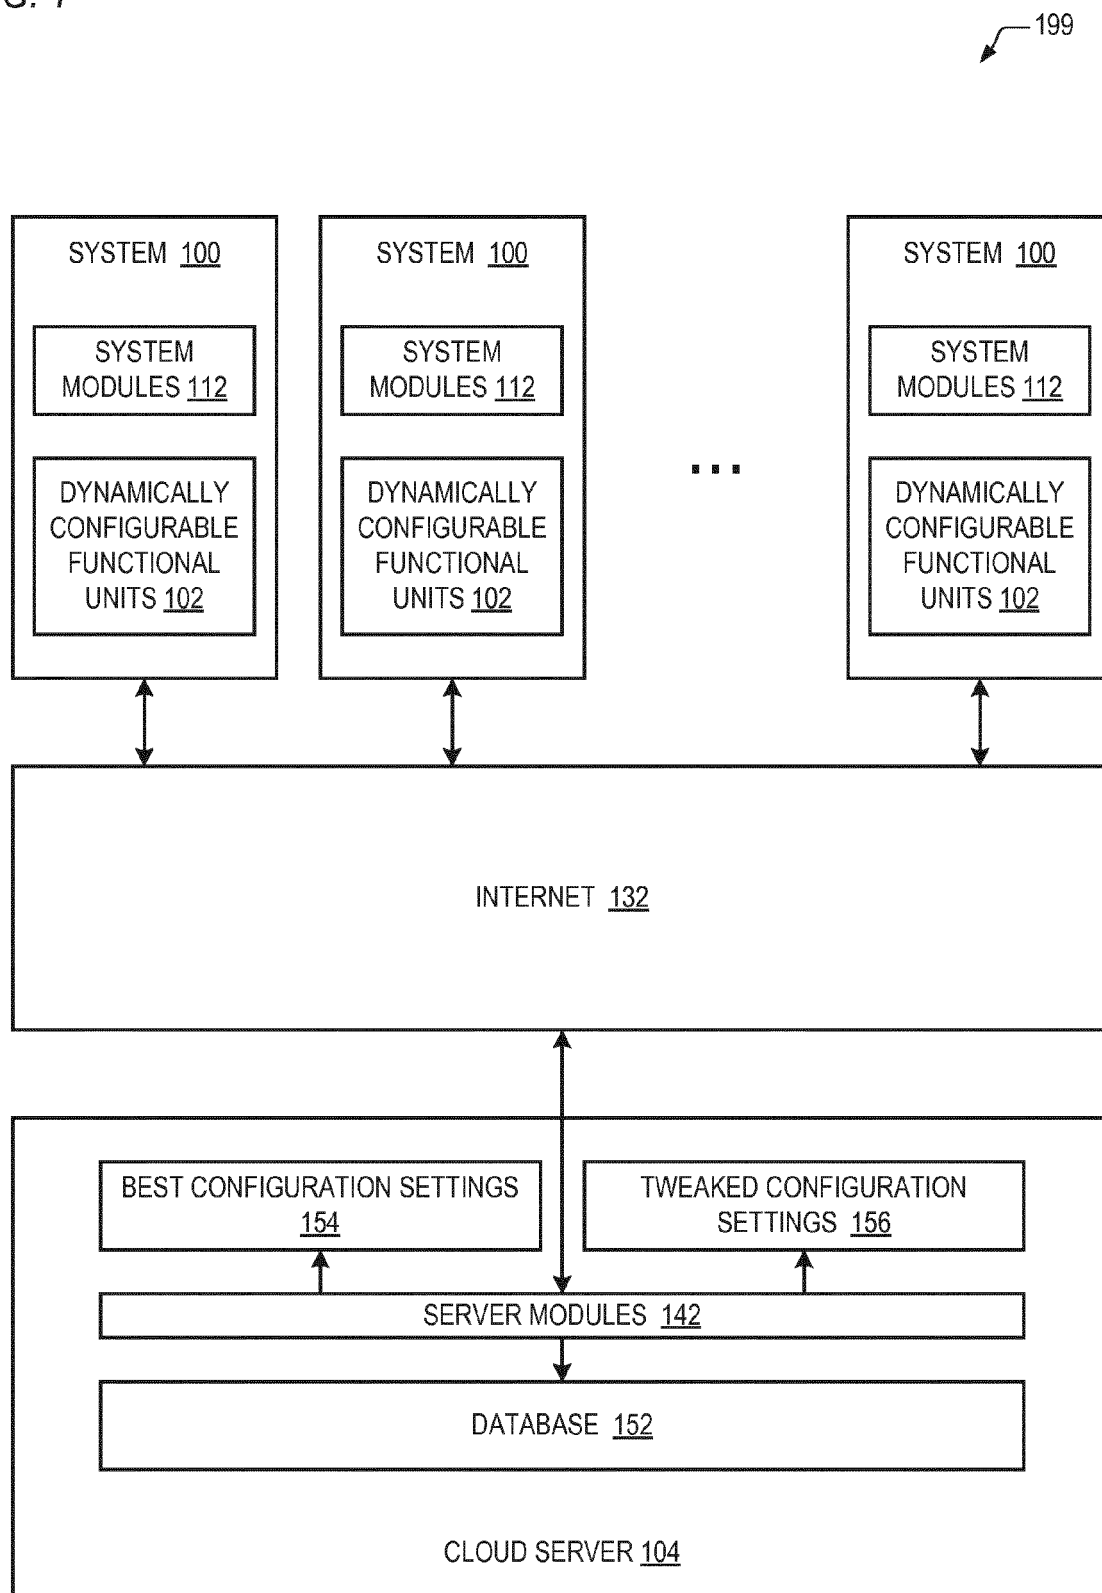 G. 1
199
SYSTEM 100
SYSTEM
MODULES 112
DYNAMICALLY
CONFIGURABLE
FUNCTIONAL
UNITS 102
SYSTEM 100
SYSTEM
MODULES 112
DYNAMICALLY
CONFIGURABLE
FUNCTIONAL
UNITS 102
...
SYSTEM 100
SYSTEM
MODULES 112
DYNAMICALLY
CONFIGURABLE
FUNCTIONAL
UNITS 102
INTERNET 132
BEST CONFIGURATION SETTINGS
154
TWEAKED CONFIGURATION
SETTINGS 156
SERVER MODULES 142
DATABASE 152
CLOUD SERVER 104